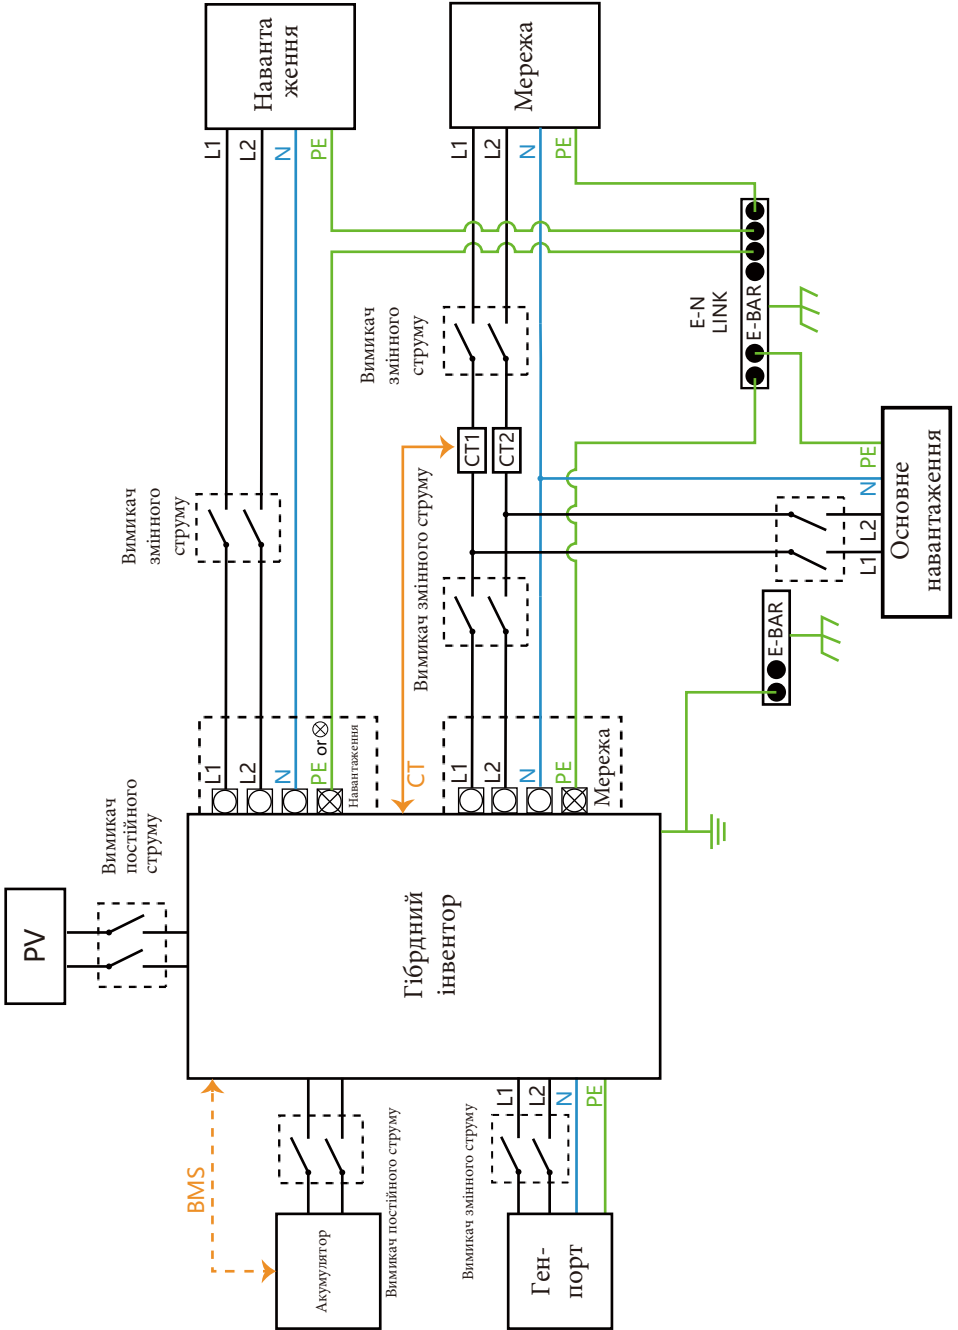 PV
Вимикач
постійного
струму
BMS
Акумулятор
Вимикач постійного струму
Ген-
порт
Вимикач змінного струму
L1
L2
N
PE
Гібрдний
інвентор
L1
L2
N
PE or
Навантаження
CT
L1
L2
N
PE
Мережа
Вимикач
змінного
струму
Вимикач змінного струму
CT1
CT2
Вимикач
змінного
струму
L1
L2
N
PE
Наванта
ження
L1
L2
N
PE
Мережа
E-N
LINK
E-BAR
E-BAR
L1
L2
N
PE
Основне
навантаження